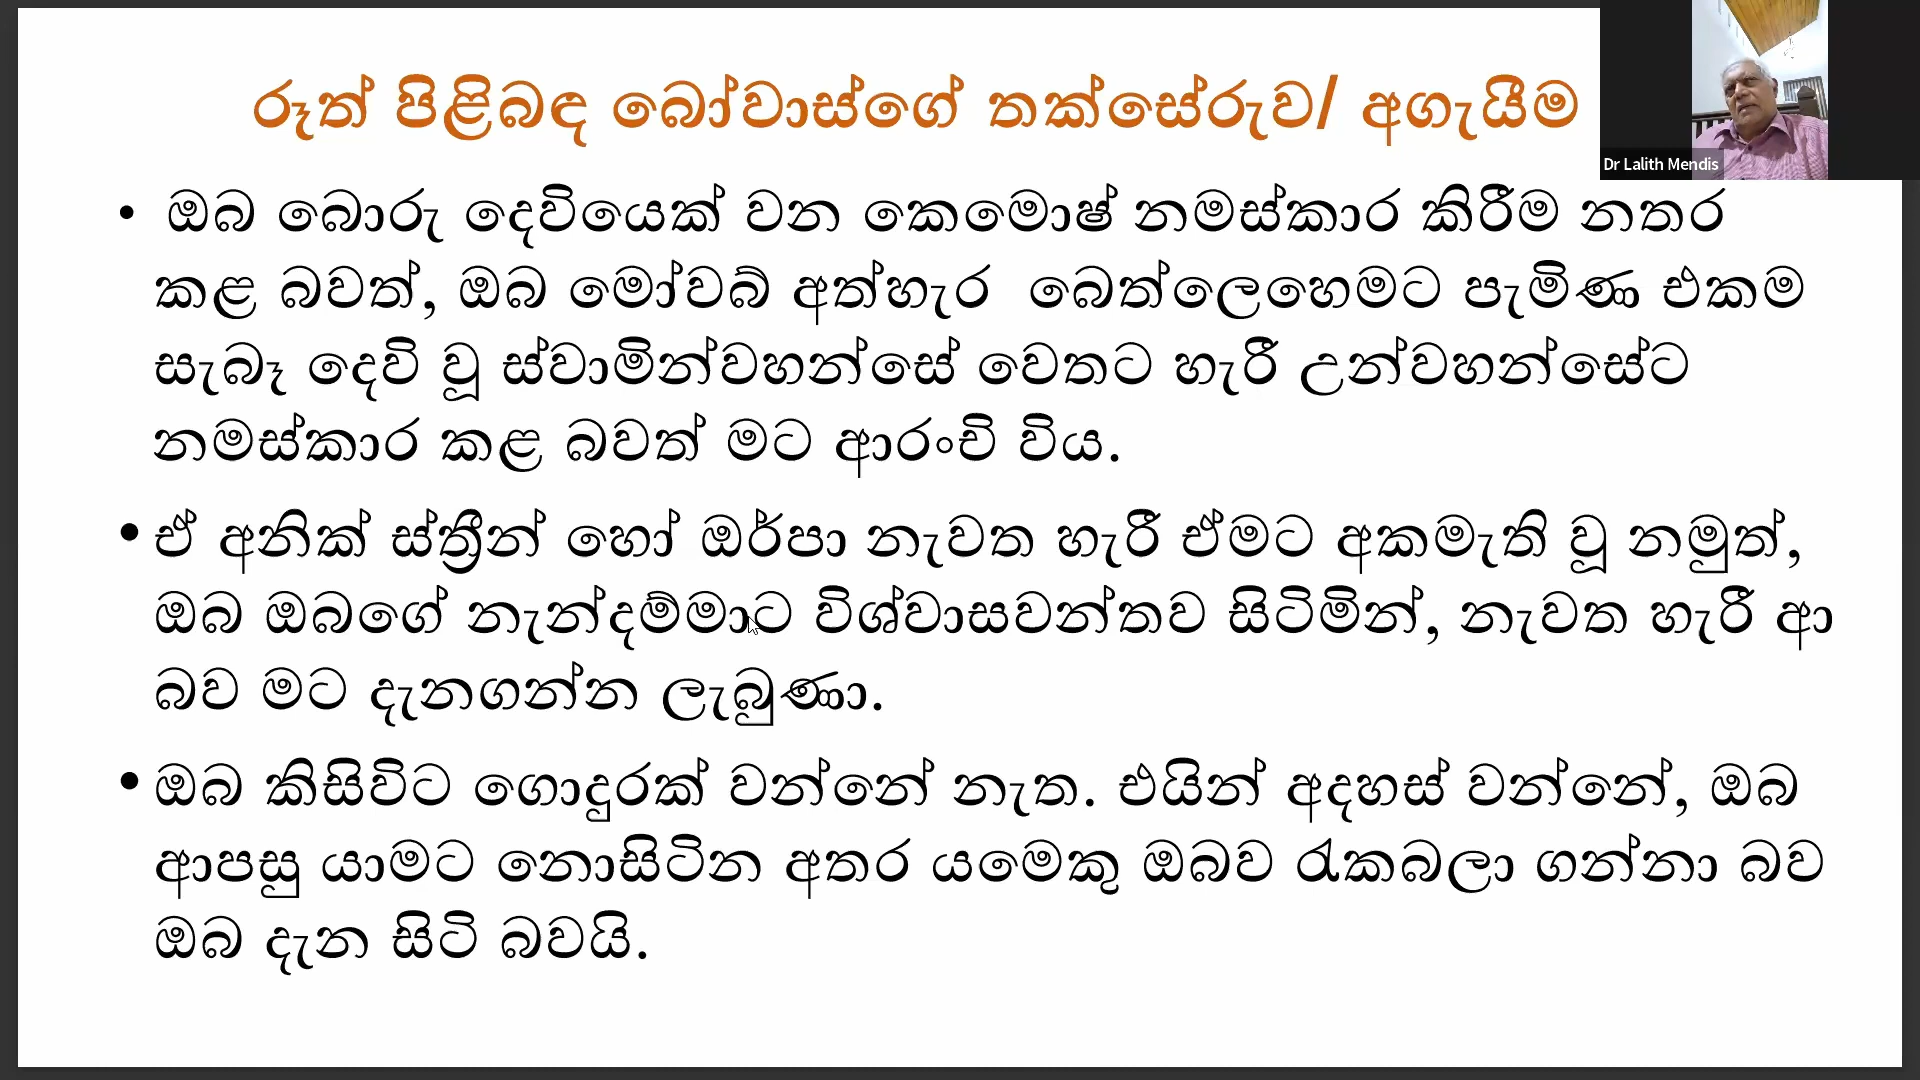 රූත් පිළිබඳ බෝවාස්ගේ තක්සේරුව/ අගැයීම
Dr Lalith Mendis
• ඔබ බොරු දෙවියෙක් වන කෙමොෂ් නමස්කාර කිරීම නතර
කළ බවත්, ඔබ මෝවබ් අත්හැර බෙත්ලෙහෙමට පැමිණ එකම
සැබෑ දෙවි වූ ස්වාමින්වහන්සේ වෙතට හැරී උන්වහන්සේට
නමස්කාර කළ බවත් මට ආරංචි විය.
• ඒ අනික් ස්ත්‍රීන් හෝ ඔර්පා නැවත හැරී ඒමට අකමැති වූ නමුත්,
ඔබ ඔබගේ නැන්දම්මාට විශ්වාසවන්තව සිටිමින්, නැවත හැරී ආ
බව මට දැනගන්න ලැබුණා.
• ඔබ කිසිවිට ගොදුරක් වන්නේ නැත. එයින් අදහස් වන්නේ, ඔබ
ආපසු යාමට නොසිටින අතර යමෙකු ඔබව රැකබලා ගන්නා බව
ඔබ දැන සිටි බවයි.